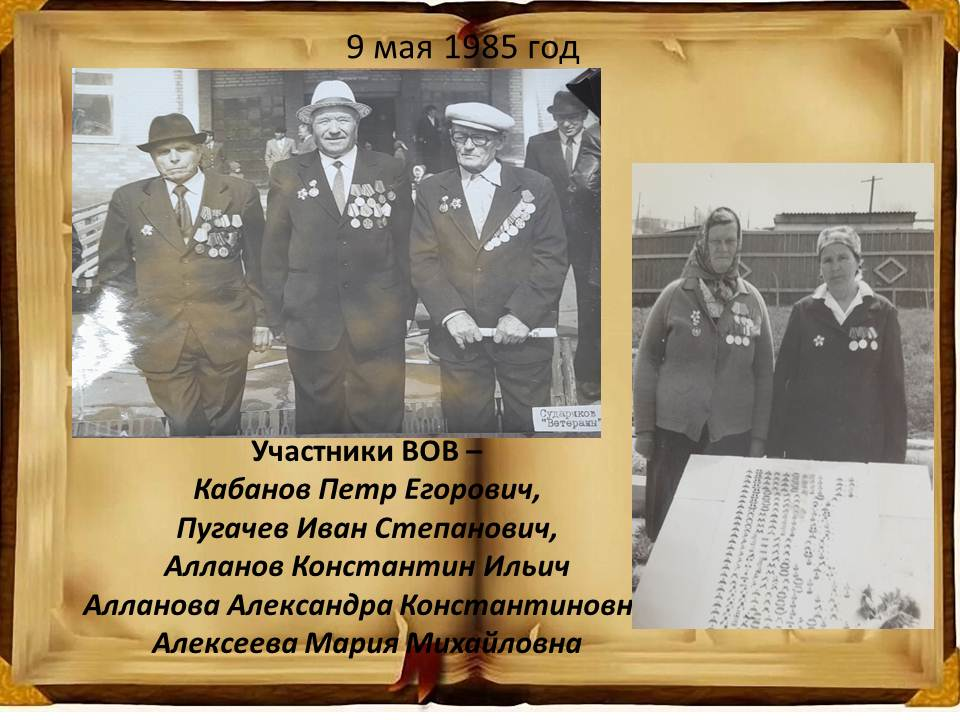 9 мая 1985 год
Судариков
"Ветераны"
Участники ВОВ –
Кабанов Петр Егорович,
Пугачев Иван Степанович,
Алланов Константин Ильич
Алланова Александра Константиновн
Алексеева Мария Михайловна